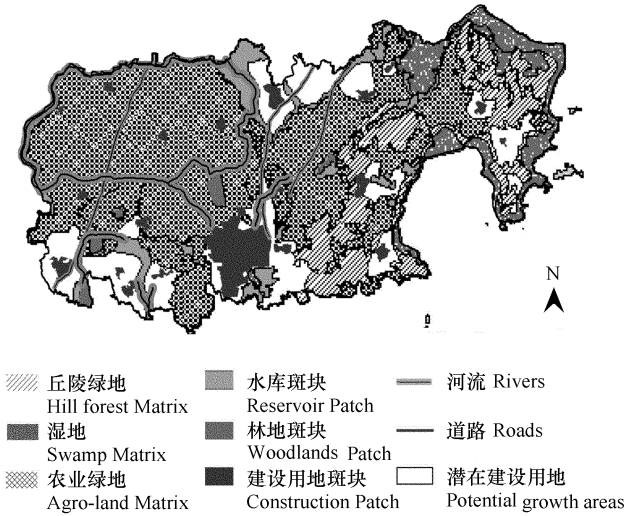 N
丘陵绿地
Hill forest Matrix
水库斑块
Reservoir Patch
河流 Rivers
湿地
Swamp Matrix
林地斑块
Woodlands Patch
道路 Roads
农业绿地
Agro-land Matrix
建设用地斑块
Construction Patch
潜在建设用地
Potential growth areas